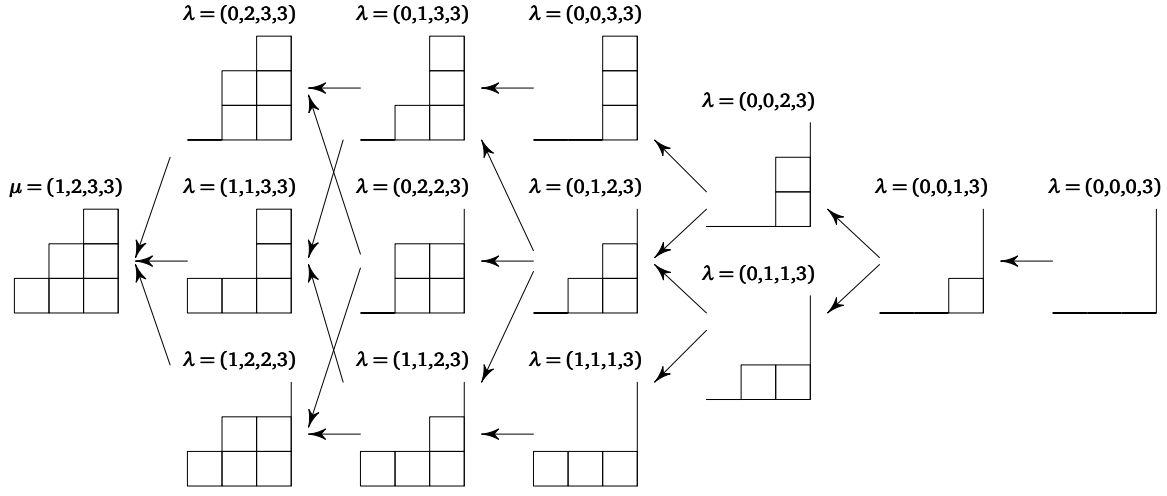 λ = (0,2,3,3)
λ = (0,1,3,3)
λ = (0,0,3,3)
λ = (0,0,2,3)
μ = (1,2,3,3)
λ = (1,1,3,3)
λ = (0,2,2,3)
λ = (0,1,2,3)
λ = (0,0,1,3)
λ = (0,0,0,3)
λ = (0,1,1,3)
λ = (1,2,2,3)
λ = (1,1,2,3)
λ = (1,1,1,3)